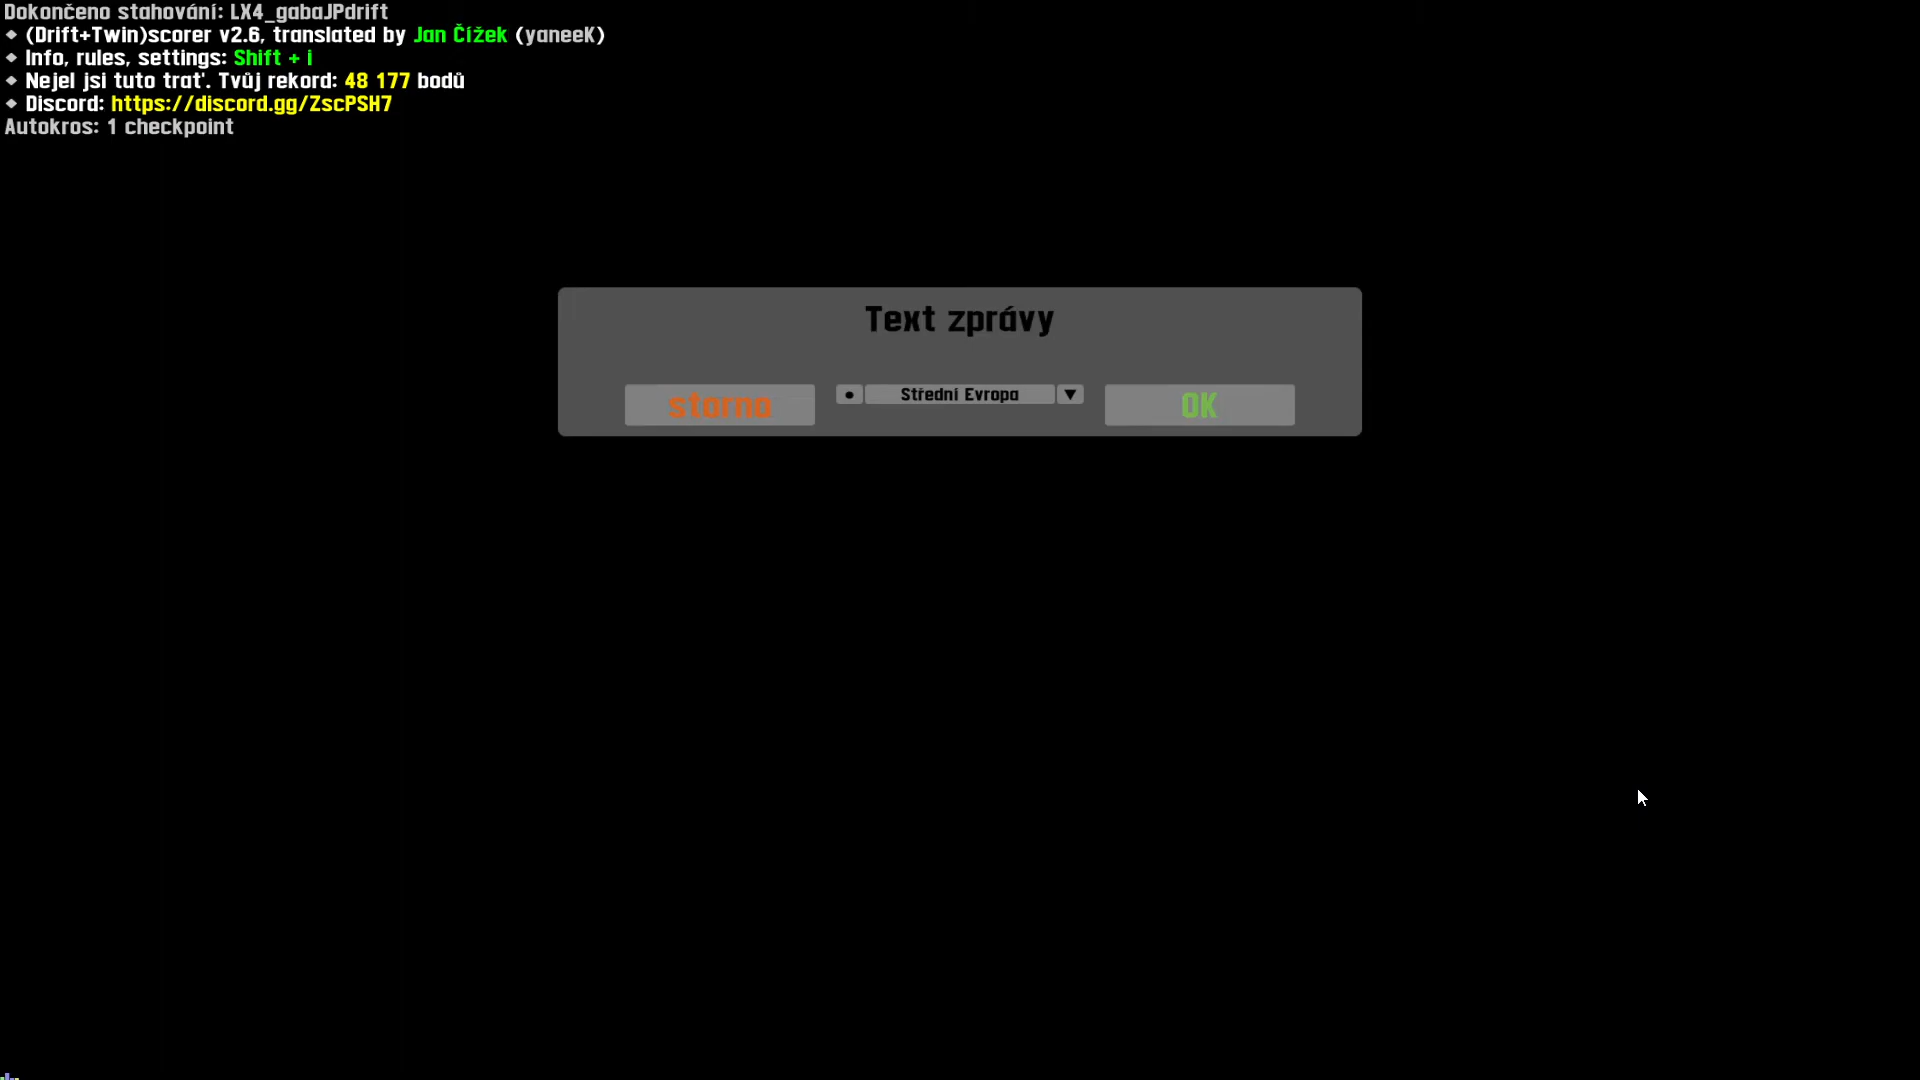 Dokončeno stahování: LX4_gabaJPdrift
(Drift+Twin)scorer v2.6, translated by Jan Čížek (yaneeK)
Info, rules, settings: Shift + i
Nejel jsi tuto trať. Tvůj rekord: 48 177 bodů
Discord: https://discord.gg/ZscPSH7
Autokros: 1 checkpoint
Text zprávy
storno
Střední Evropa
OK